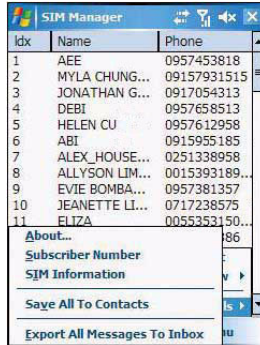 SIM Manager
Idx Name Phone
1 AEE 0957453818
2 MYLA CHUNG... 09157931515
3 JONATHAN G... 0917054313
4 DEBI 0957658513
5 HELEN CU 0957612958
6 ABI 0915955185
7 ALEX_HOUSE... 0251338958
8 ALLYSON LIM... 0015393189...
9 EVIE BOMBA... 0957381357
10 JEANETTE LI... 0717238575
11 ELIZA 0055353150...
About... 386
Subscriber Number
SIM Information
Save All To Contacts
Export All Messages To Inbox